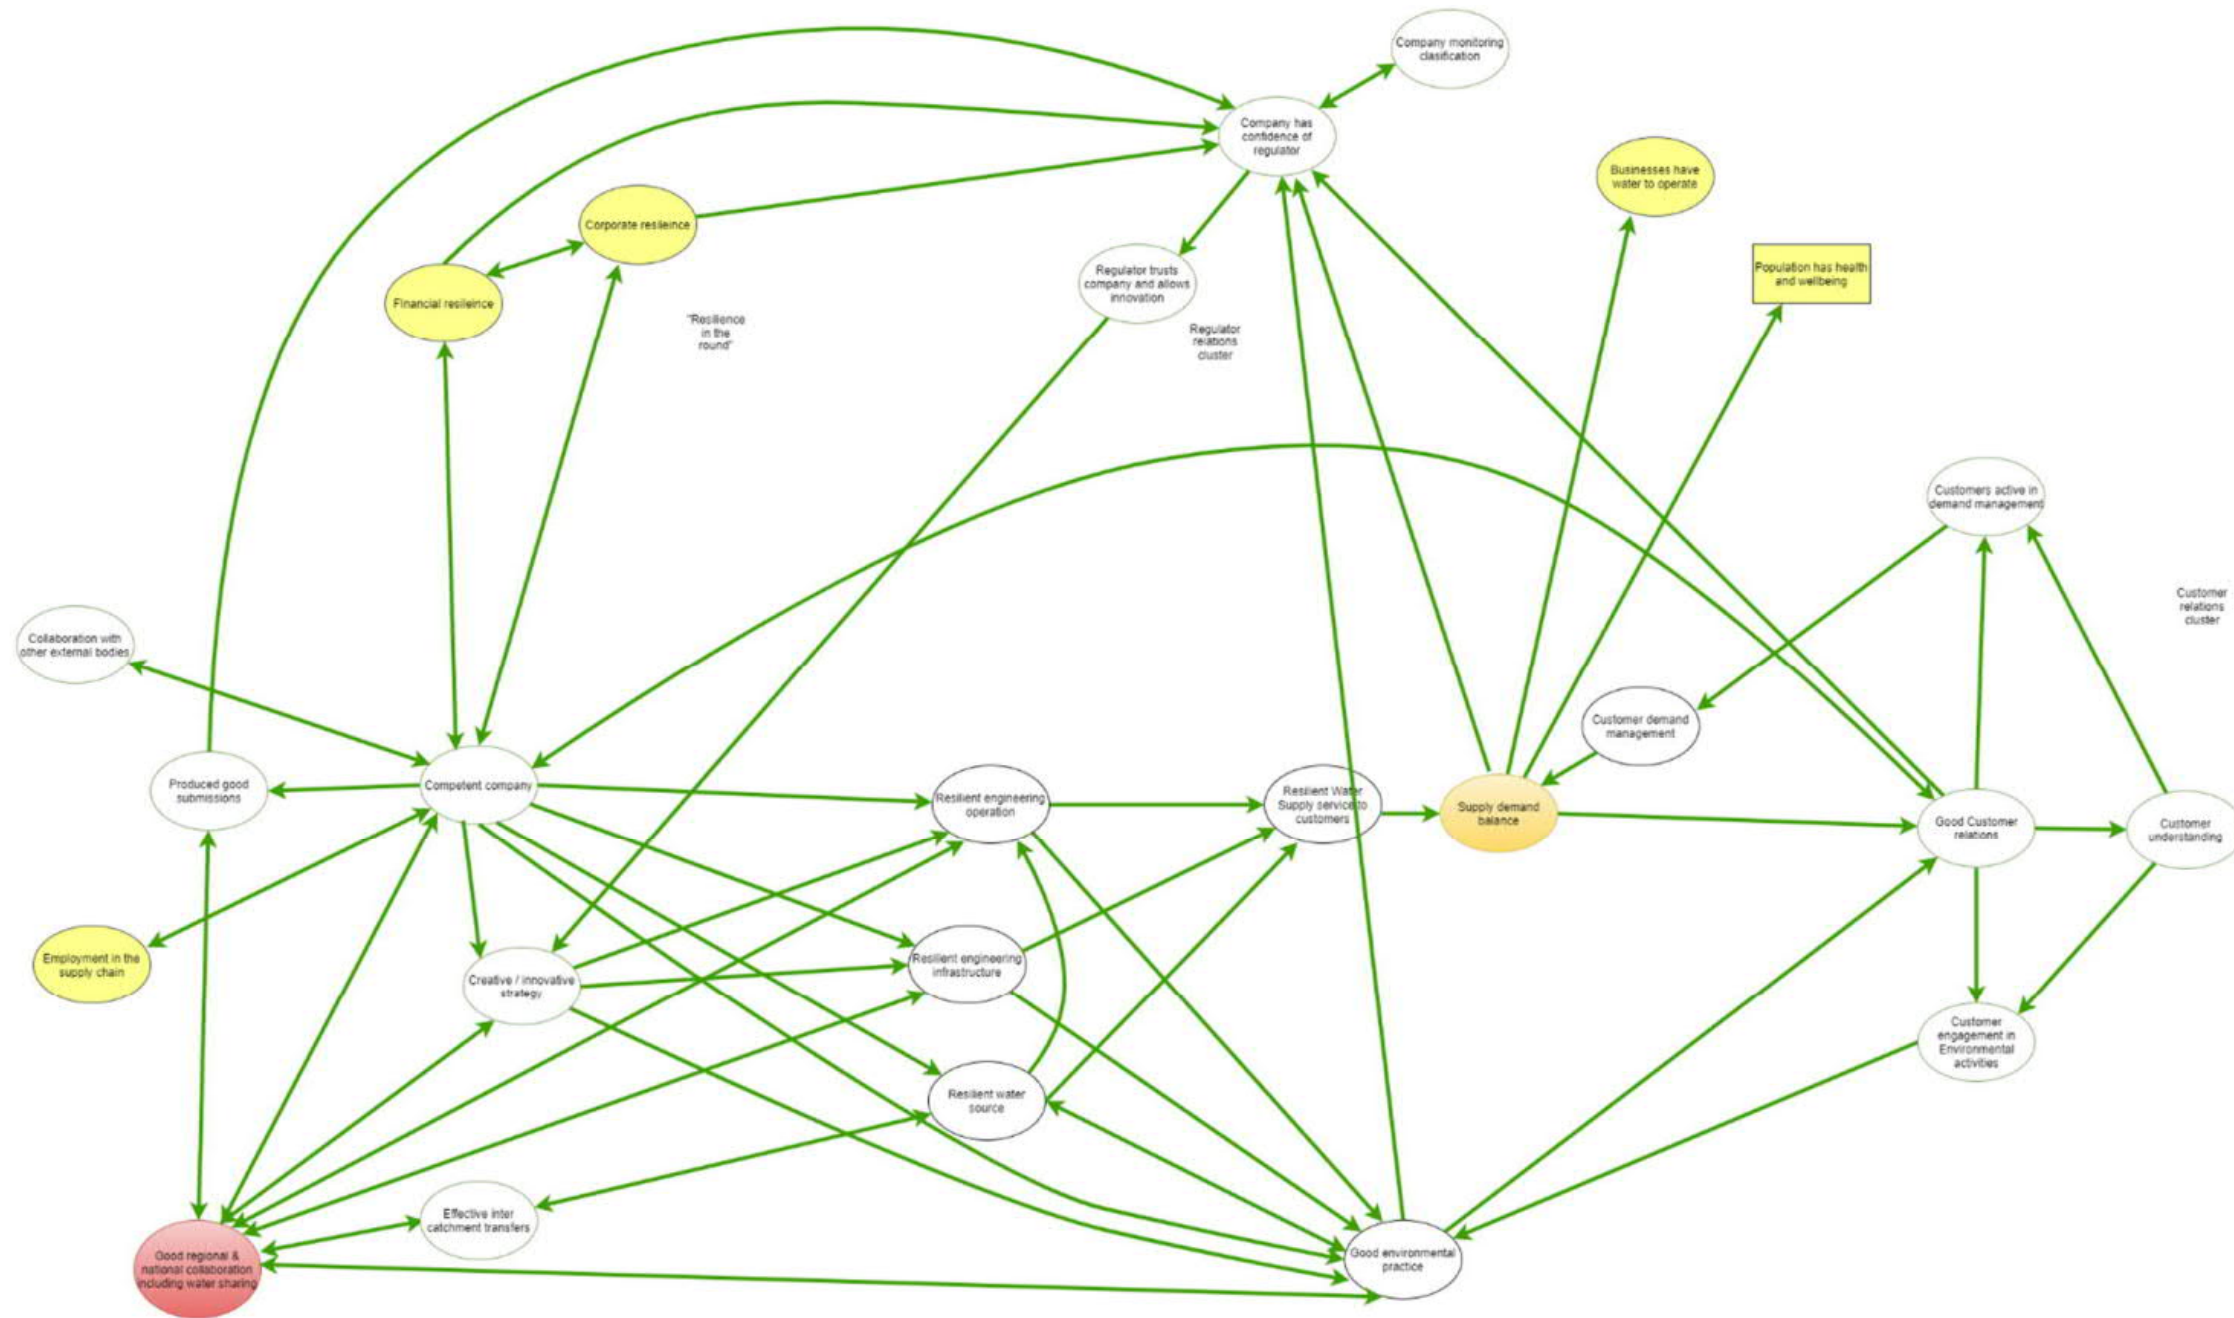 Company monitoring
clasification
Company has
confidence of
regulator
Businesses have
water to operate
Corporate resileince
Population has health
and wellbeing
Regulator trusts
company and allows
innovation
Financial resileince
"Resilience
in the
round"
Regulator
relations
cluster
Customers active in
demand management
Customer
relations
cluster
Collaboration with
other external bodies
Customer demand
management
Produced good
submissions
Competent company
Resilient engineering
operation
Resilient Water
Supply service to
customers
Supply demand
balance
Good Customer
relations
Customer
understanding
Employment in the
supply chain
Creative / innovative
strategy
Resilient engineering
infrastructure
Customer
engagement in
Environmental
activities
Resilient water
source
Effective inter
catchment transfers
Good regional &
national collaboration
including water sharing
Good environmental
practice